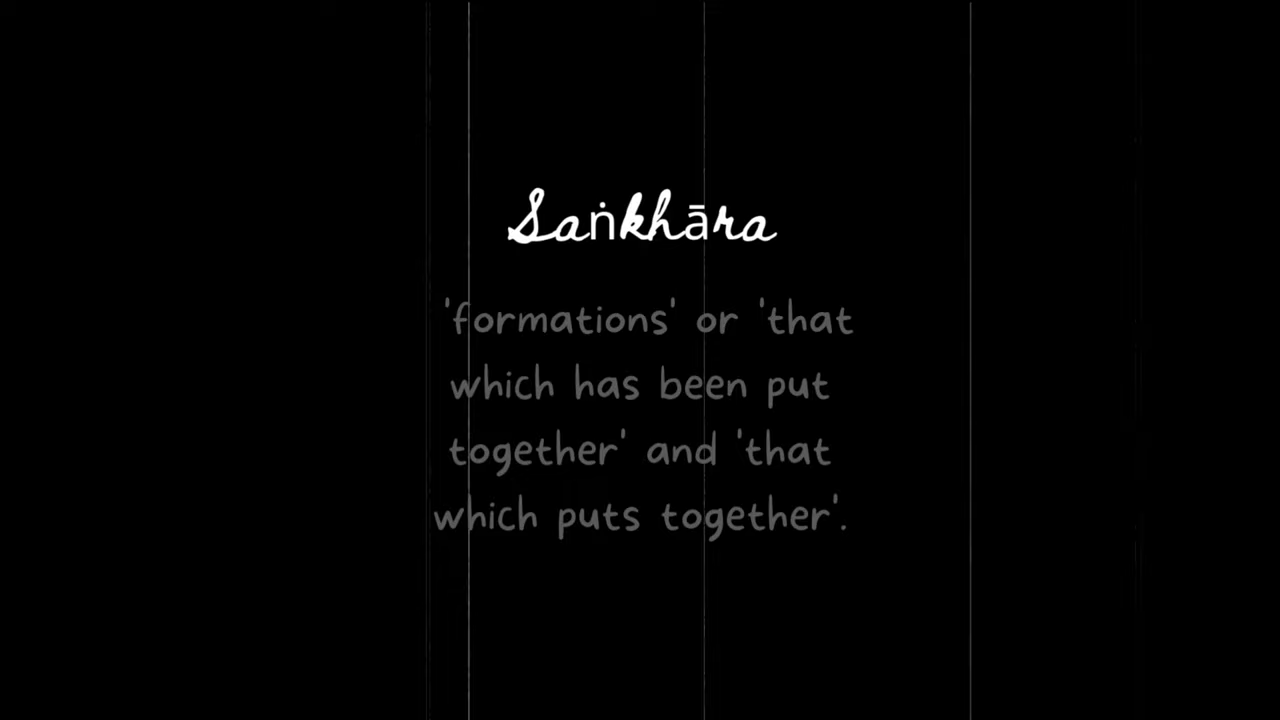 Saṅkhāra
'formations' or 'that
which has been put
together' and 'that
which puts together'.